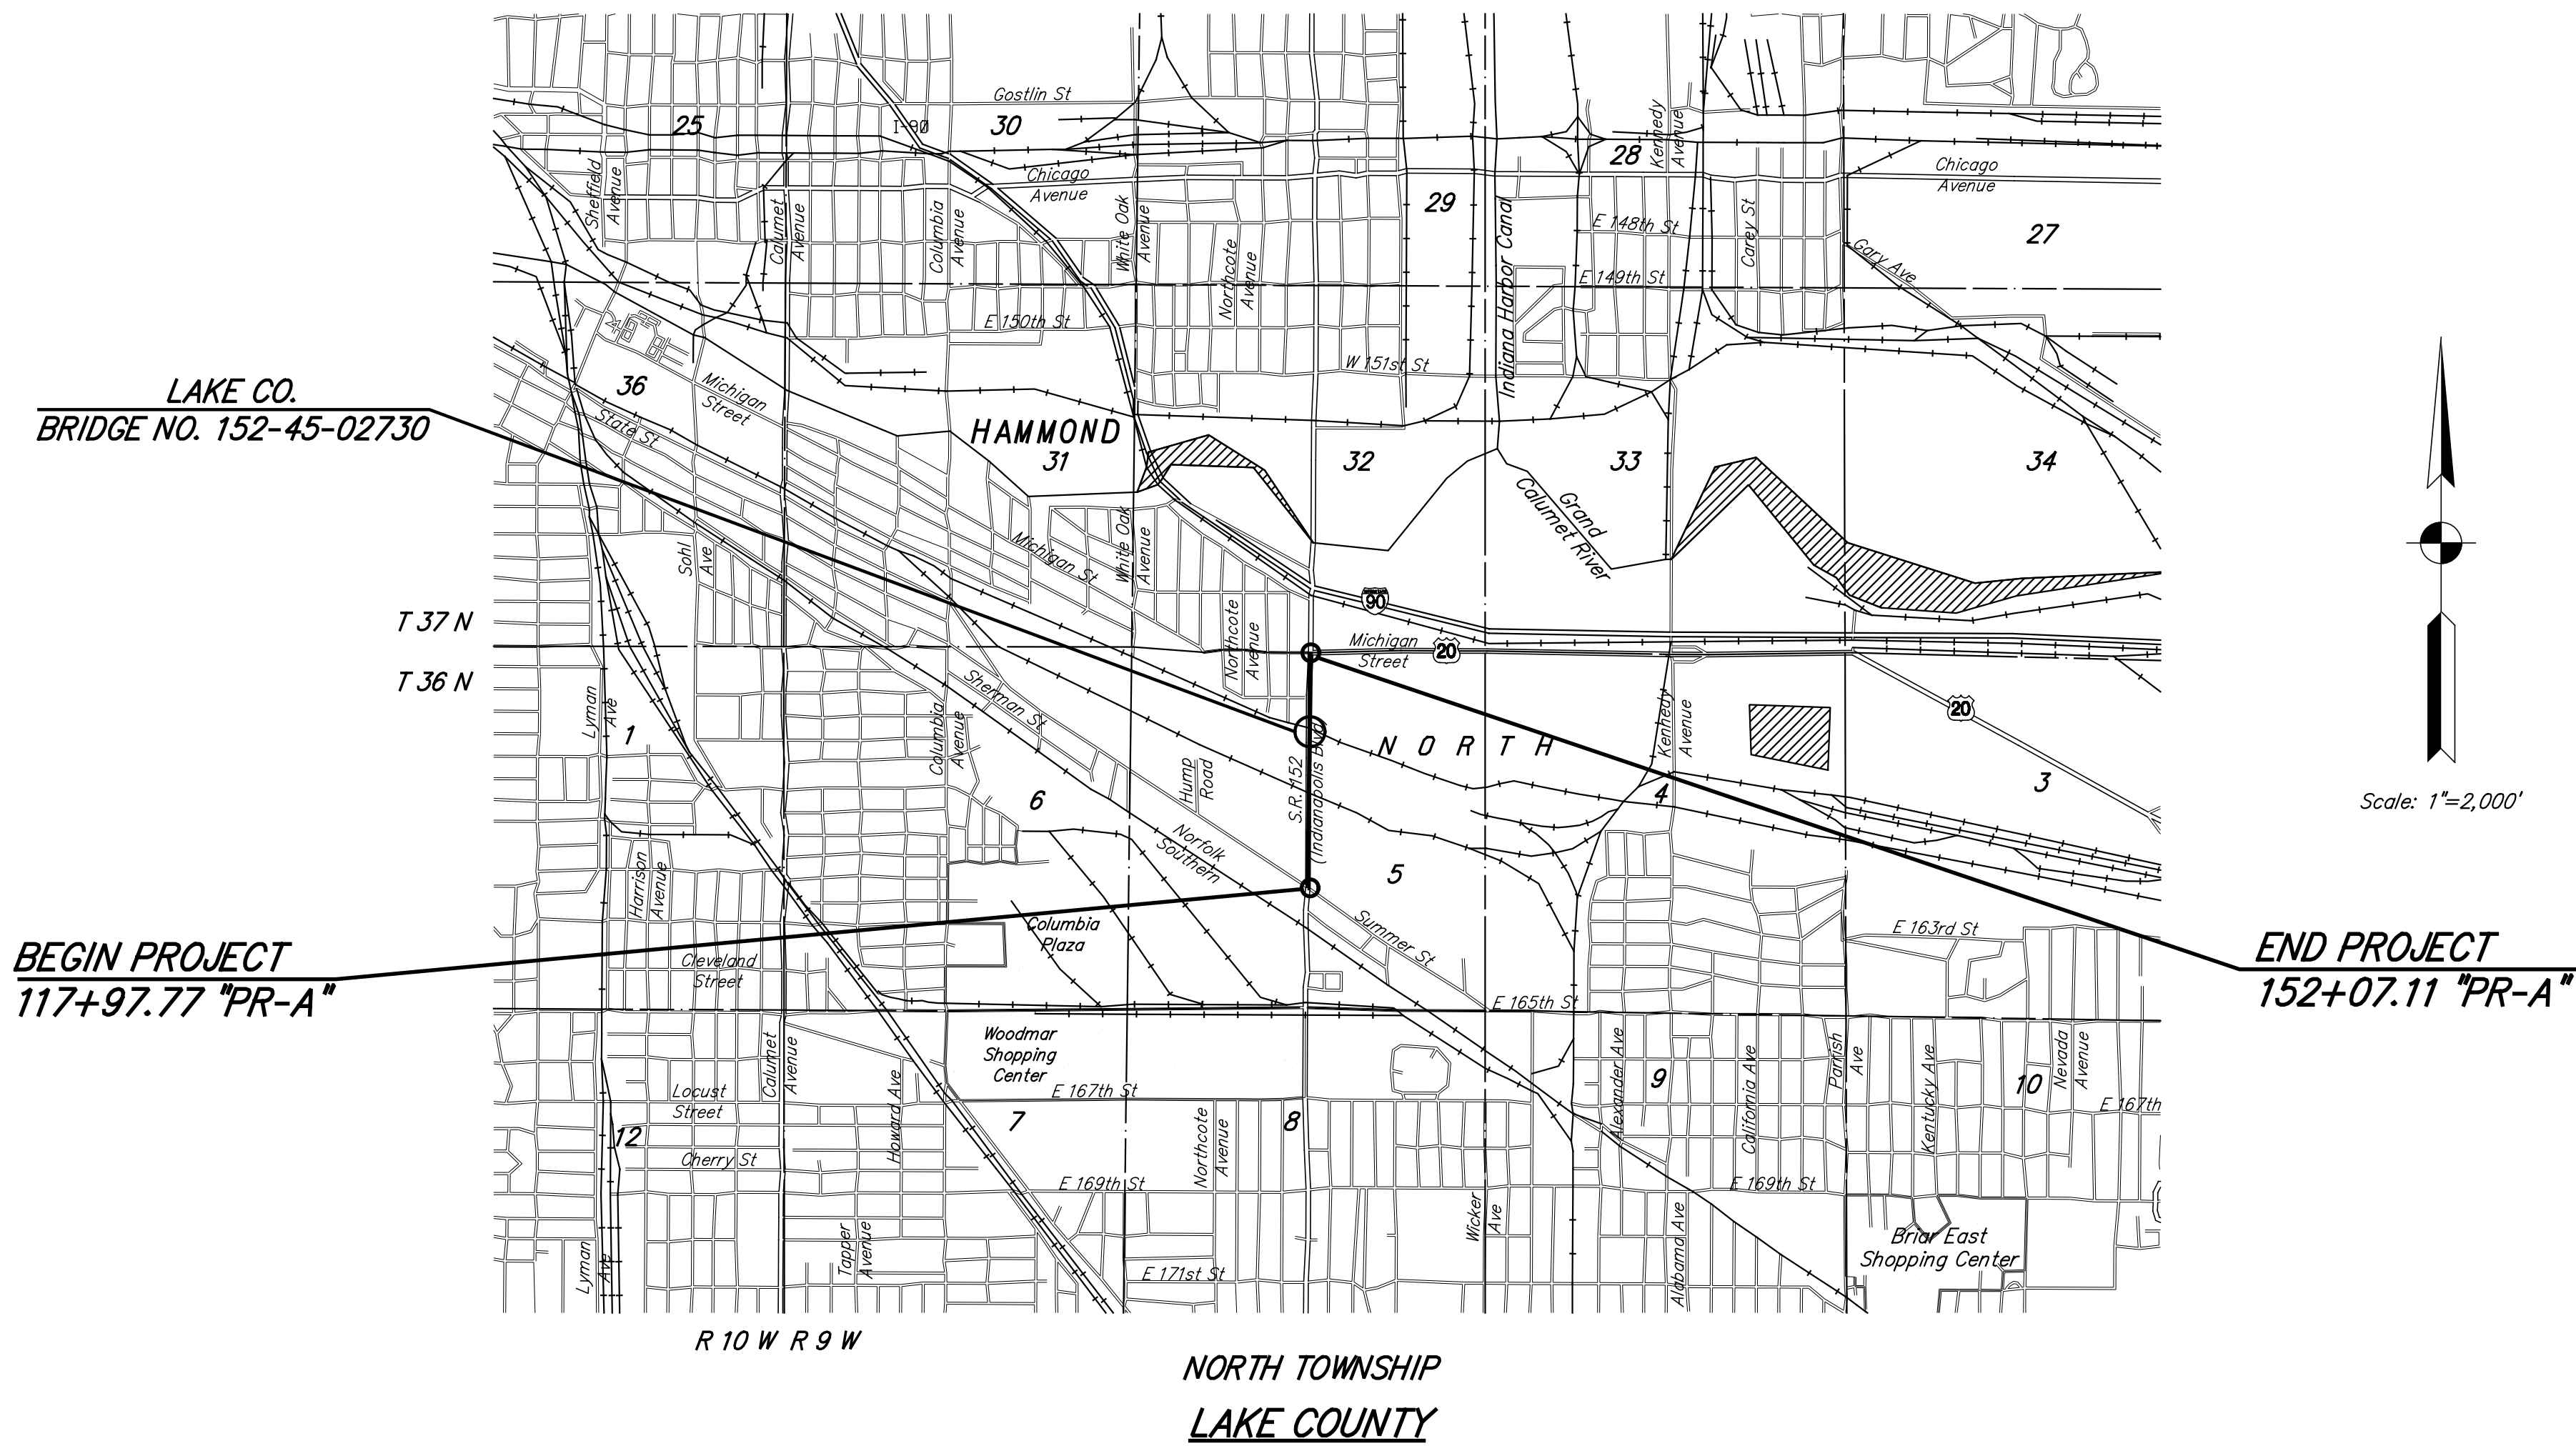 Gostlin St
25
I-90
30
Kennedy
Avenue
28
Chicago
Avenue
Chicago
Avenue
Sheffield
Avenue
Calumet
Avenue
Columbia
Avenue
White Oak
Avenue
29
Northcote
Avenue
Indiana Harbor Canal
E 148th St
Carey St
27
Gary Ave
E 149th St
E 150th St
W 151st St
36
Michigan
Street
State St
LAKE CO.
BRIDGE NO. 152-45-02730
HAMMOND
31
32
33
34
Grand
Calumet River
Sohl
Ave
Michigan St
White Oak
Avenue
90
T 37 N
T 36 N
Northcote
Avenue
Michigan
Street
20
20
Lyman
Ave
1
Sherman St
Columbia
Avenue
NORTH
Kennedy
Avenue
Hump
Road
S.R. 152
(Indianapolis Blvd)
6
4
3
Scale: 1"=2,000'
Norfolk
Southern
5
Harrison
Avenue
Columbia
Plaza
Summer St
E 163rd St
BEGIN PROJECT
117+97.77 "PR-A"
END PROJECT
152+07.11 "PR-A"
Cleveland
Street
E 165th St
Calumet
Avenue
Woodmar
Shopping
Center
Alexander Ave
California Ave
Parrish
Ave
Kentucky Ave
Nevada
Avenue
9
10
Locust
Street
Howard Ave
E 167th St
E 167th
12
7
8
Northcote
Avenue
Cherry St
E 169th St
E 169th St
Tapper
Avenue
Wicker
Ave
Alabama Ave
Briar East
Shopping Center
Lyman
Ave
E 171st St
R 10 W R 9 W
NORTH TOWNSHIP
LAKE COUNTY